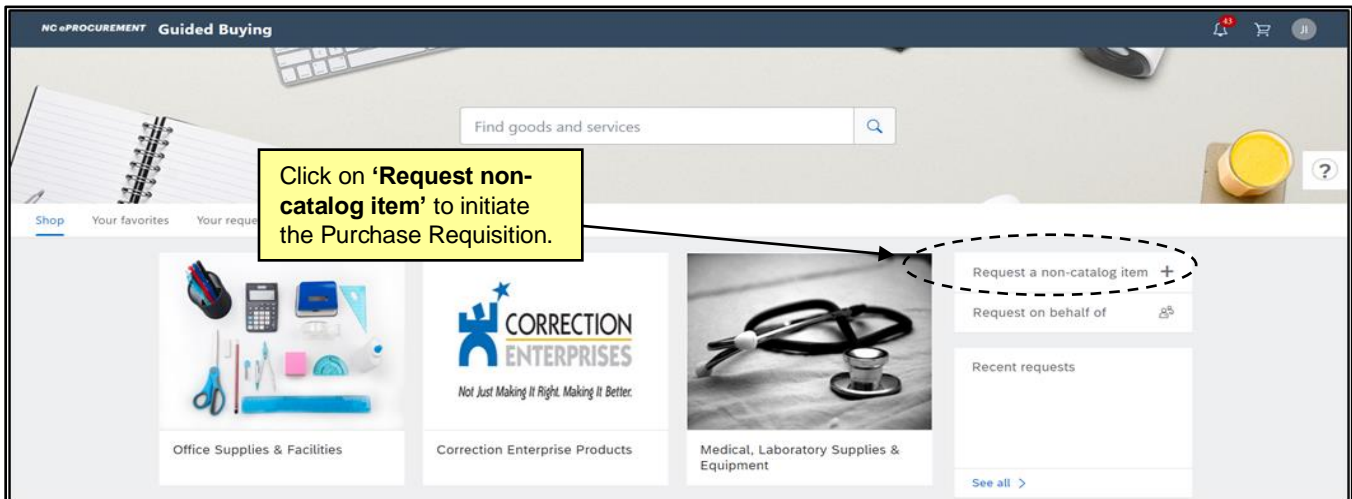 NC ePROCUREMENT Guided Buying
43
JI
Find goods and services
?
Click on ‘Request non-
catalog item’ to initiate
the Purchase Requisition.
Shop Your favorites Your reque
Request a non-catalog item +
Request on behalf of
CORRECTION
ENTERPRISES
Not Just Making It Right. Making It Better.
Recent requests
Office Supplies & Facilities
Correction Enterprise Products
Medical, Laboratory Supplies &
Equipment
See all >